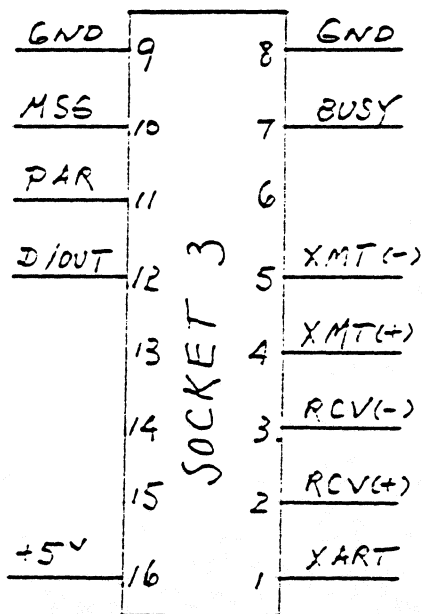 GND 9 8 GND
MSG 10 7 BUSY
PAR 11 6
D/OUT 12 5 XMT(-)
13 4 XMT(+)
14 3 RCV(-)
15 2 RCV(+)
+5V 16 1 XART
SOCKET 3